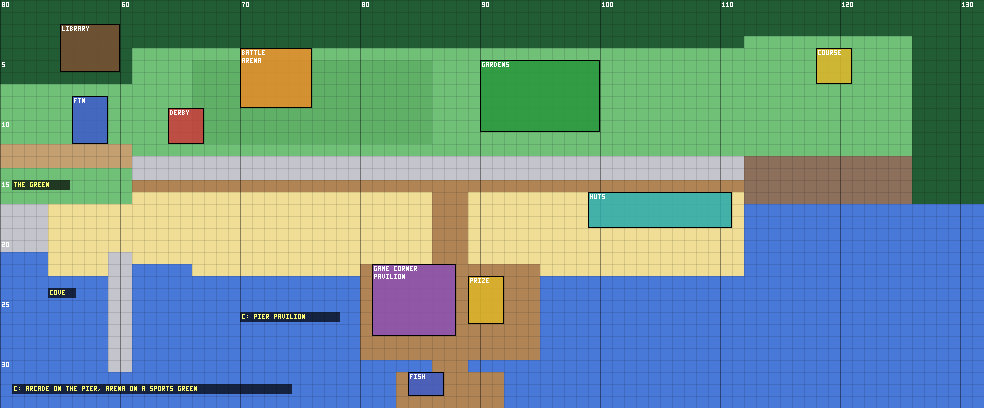 60 70 80 90 100 110 120 130
LIBRARY
BATTLE
ARENA
COURSE
5
GARDENS
FTN
DERBY
10
15
THE GREEN
HUTS
20
GAME CORNER
PAVILION
PRIZE
COVE
25
C: PIER PAVILION
30
FISH
C: ARCADE ON THE PIER, ARENA ON A SPORTS GREEN